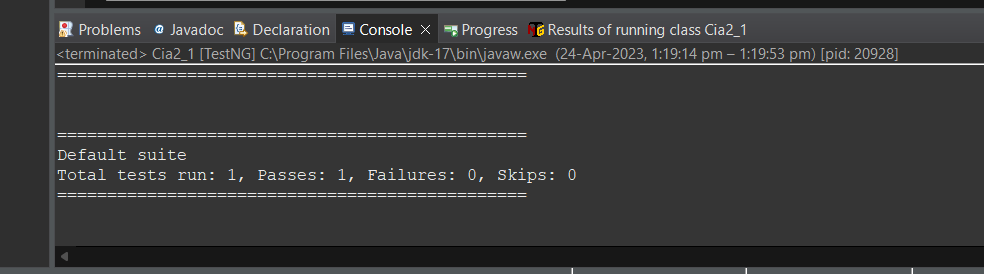 Problems @ Javadoc Declaration Console × Progress Results of running class Cia2_1
<terminated> Cia2_1 [TestNG] C:\Program Files\Java\jdk-17\bin\javaw.exe (24-Apr-2023, 1:19:14 pm – 1:19:53 pm) [pid: 20928]
===============================================
===============================================
Default suite
Total tests run: 1, Passes: 1, Failures: 0, Skips: 0
===============================================